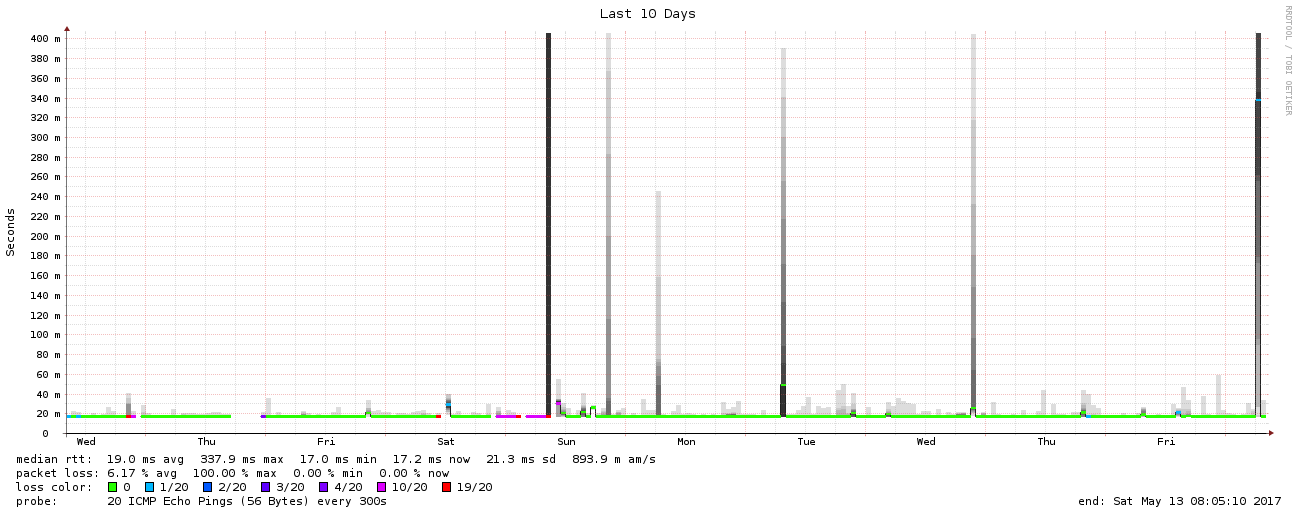 Last 10 Days
RRDTOOL / TOBI OETIKER
Seconds
400 m
380 m
360 m
340 m
320 m
300 m
280 m
260 m
240 m
220 m
200 m
180 m
160 m
140 m
120 m
100 m
80 m
60 m
40 m
20 m
0
Wed Thu Fri Sat Sun Mon Tue Wed Thu Fri
median rtt: 19.0 ms avg 337.9 ms max 17.0 ms min 17.2 ms now 21.3 ms sd 893.9 m am/s
packet loss: 6.17 % avg 100.00 % max 0.00 % min 0.00 % now
loss color: 0 1/20 2/20 3/20 4/20 10/20 19/20
probe: 20 ICMP Echo Pings (56 Bytes) every 300s end: Sat May 13 08:05:10 2017